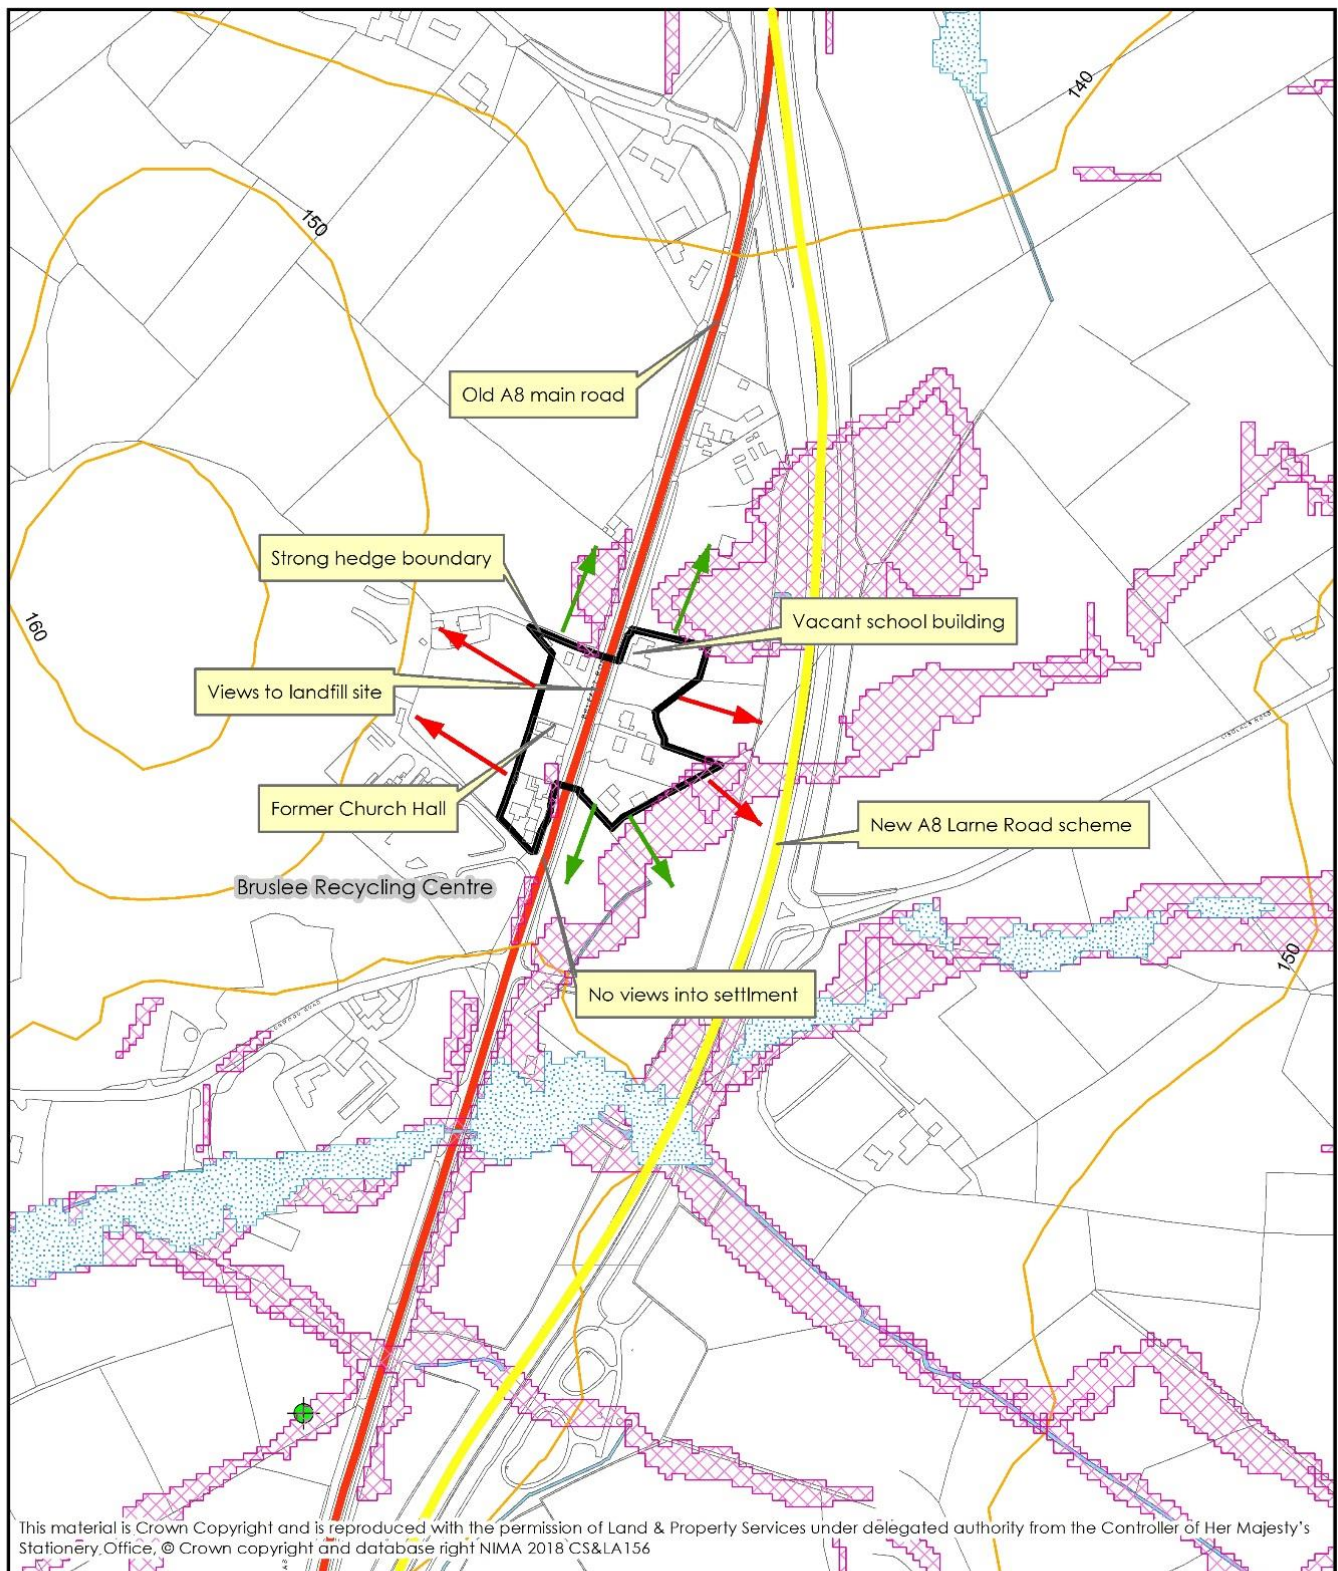 140
150
Old A8 main road
Strong hedge boundary
Vacant school building
160
Views to landfill site
Former Church Hall
New A8 Larne Road scheme
Bruslee Recycling Centre
150
No views into settlment
This material is Crown Copyright and is reproduced with the permission of Land & Property Services under delegated authority from the Controller of Her Majesty's
Stationery Office, © Crown copyright and database right NIMA 2018 CS&LA156